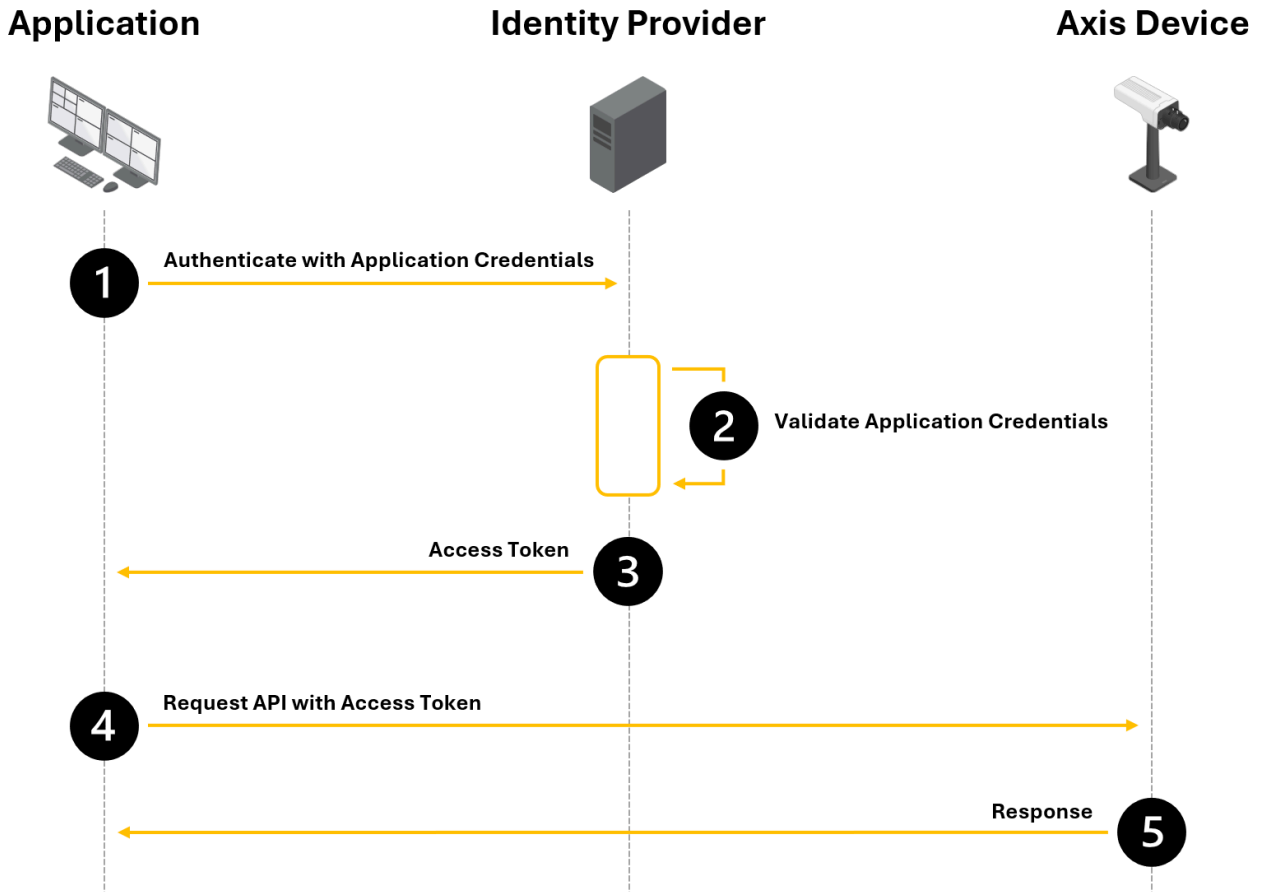 Application
Identity Provider
Axis Device
1
Authenticate with Application Credentials
2
Validate Application Credentials
Access Token
3
4
Request API with Access Token
Response
5